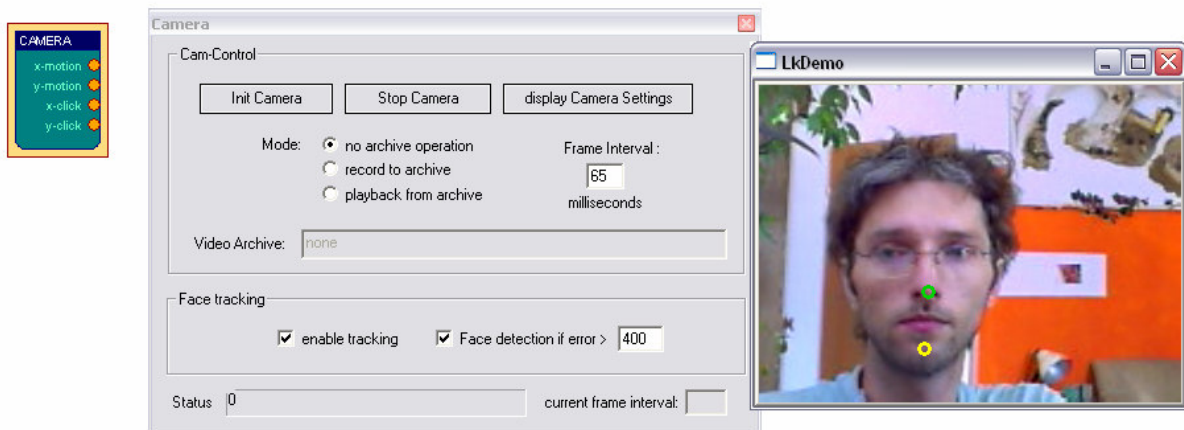 CAMERA
x-motion
y-motion
x-click
y-click
Camera
Cam-Control
Init Camera
Stop Camera
display Camera Settings
Mode:
no archive operation
record to archive
playback from archive
Frame Interval :
65
milliseconds
Video Archive:
none
Face tracking
enable tracking
Face detection if error >
400
Status
0
current frame interval:
LkDemo